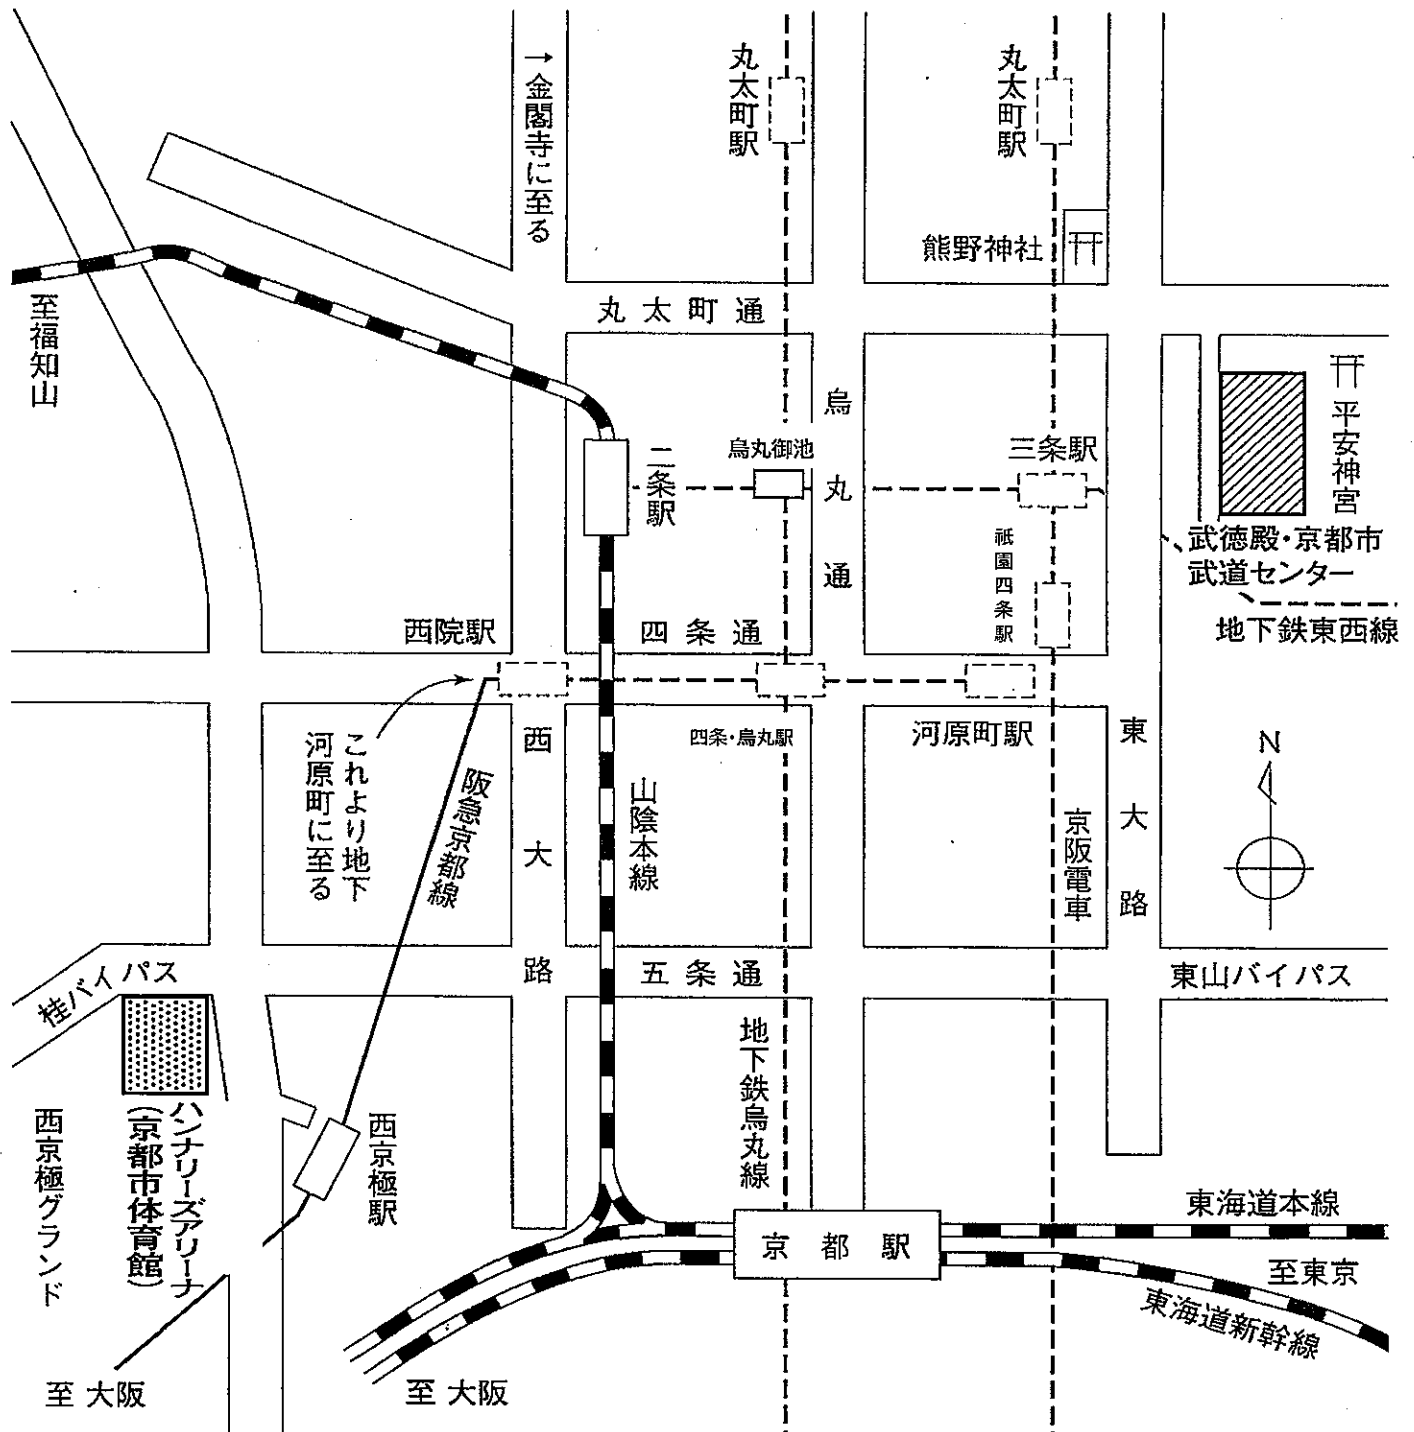 ↑金閣寺に至る
丸太町駅
丸太町駅
熊野神社
至福知山
丸太町通
烏丸通
平安神宮
二条駅
烏丸御池
三条駅
武徳殿・京都市
武道センター
祇園四条駅
地下鉄東西線
西院駅
四条通
これより地下
河原町に至る
阪急京都線
西大路
山陰本線
四条・烏丸駅
河原町駅
京阪電車
東大路
N
桂バイパス
五条通
東山バイパス
地下鉄烏丸線
西京極グランド
ハンナリーズアリーナ
(京都市体育館)
西京極駅
京都駅
東海道本線
至東京
東海道新幹線
至 大阪
至 大阪